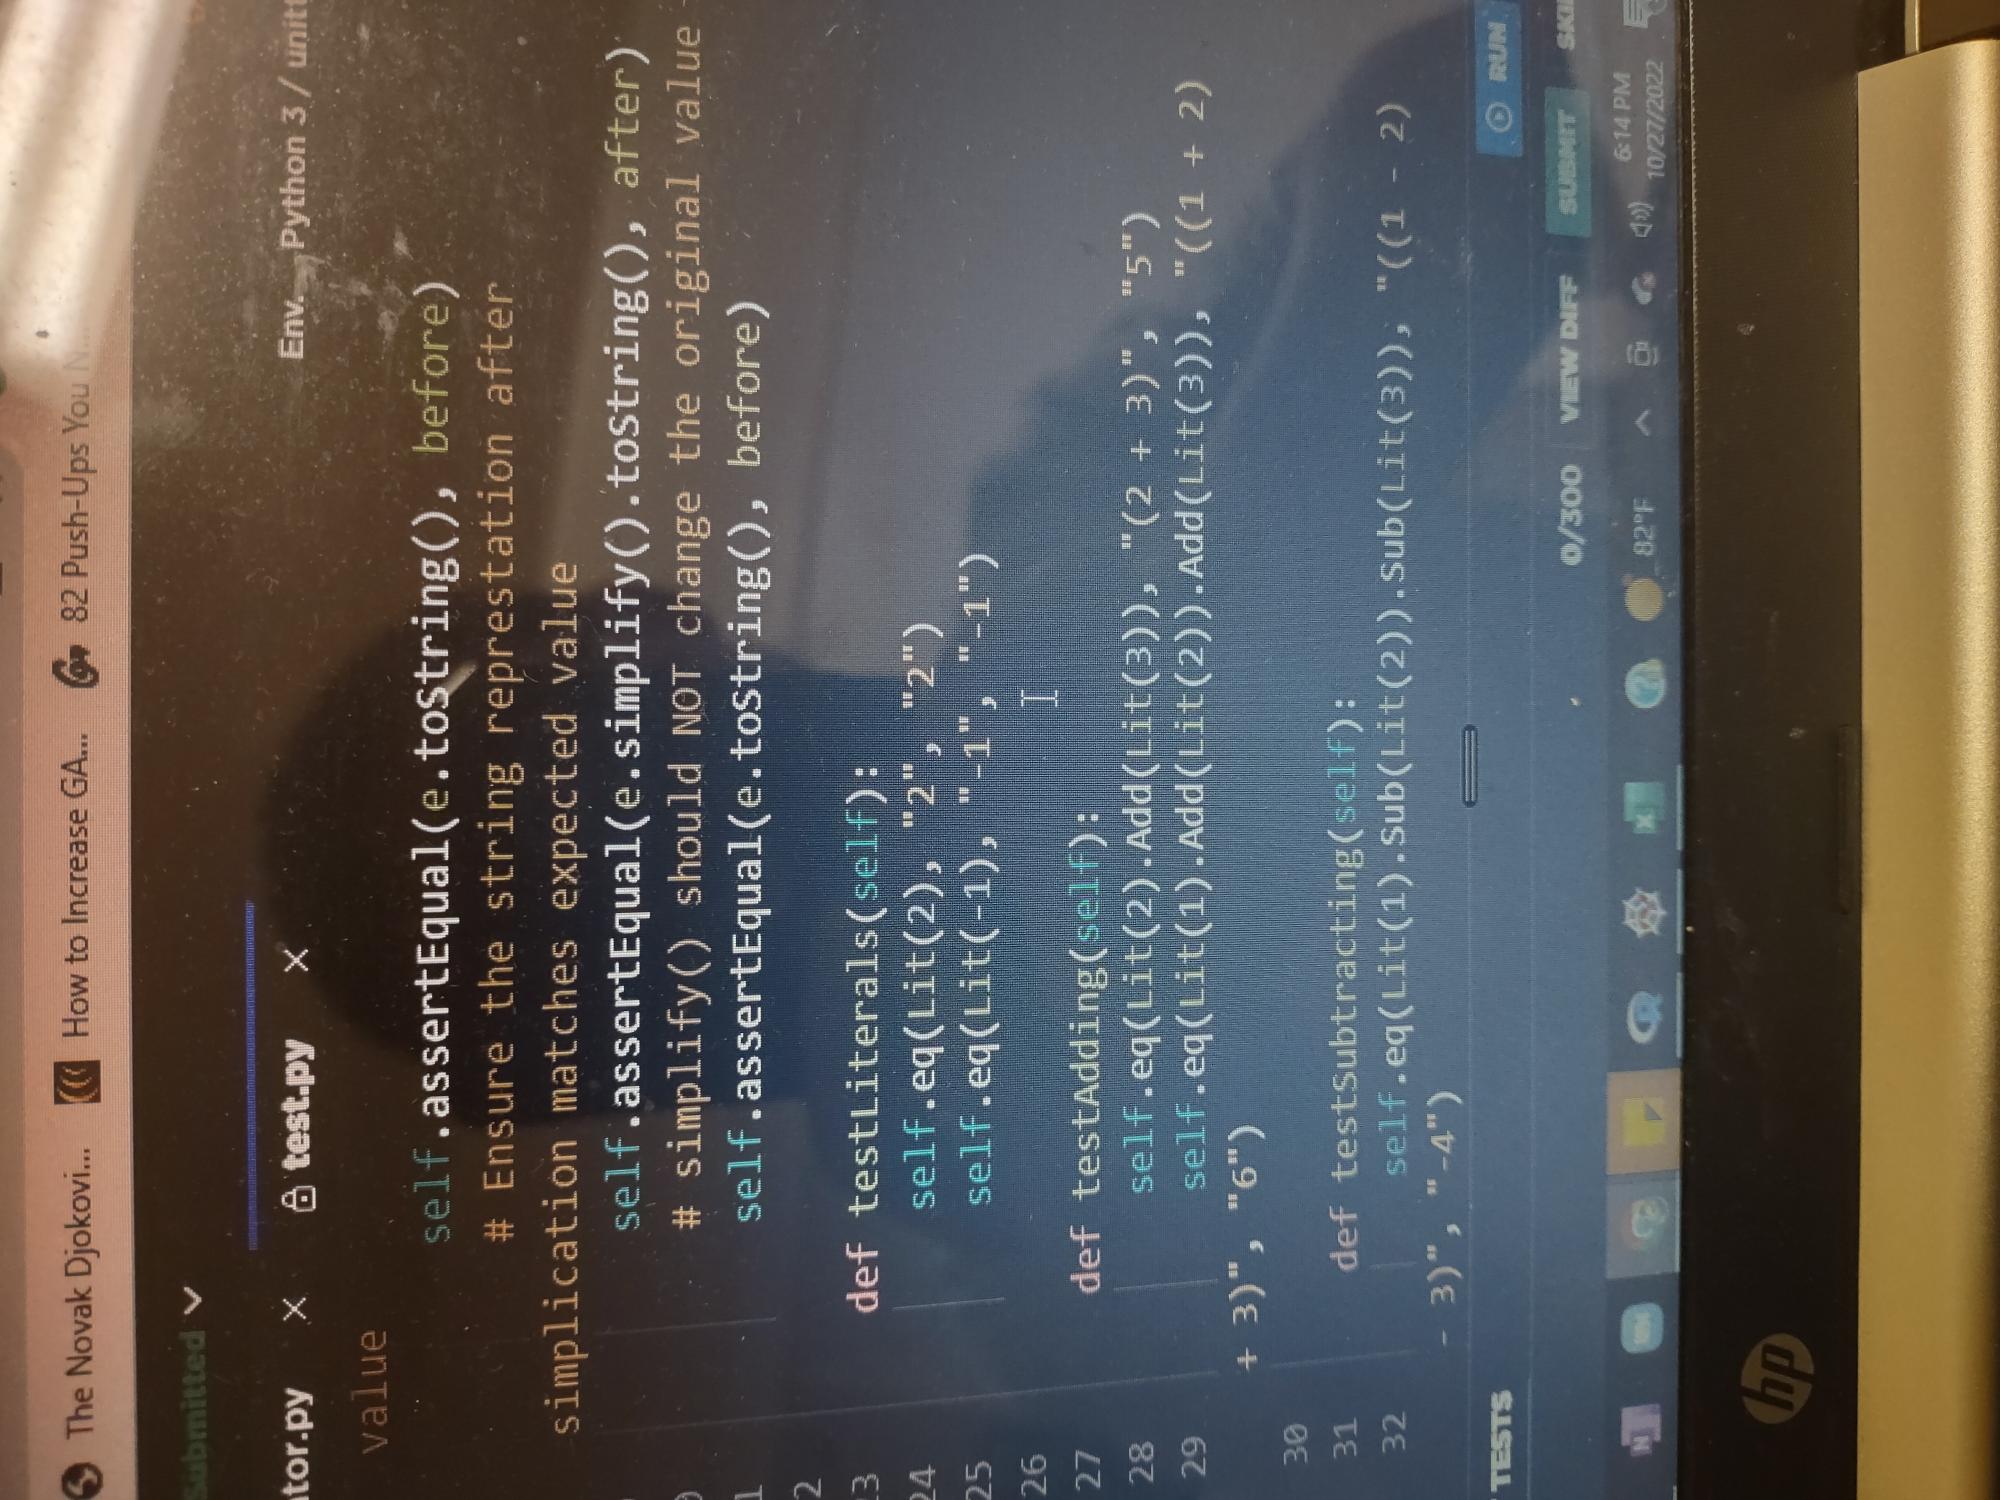 The Novak Djokovi... How to Increase GA... 82 Push-Ups You N...
Submitted
tor.py × test.py × Env. Python 3 / unitt
value
self.assertEqual(e.toString(), before)
# Ensure the string represtation after
simplication matches expected value
self.assertEqual(e.simplify().toString(), after)
0 # simplify() should NOT change the original value
1 self.assertEqual(e.toString(), before)
2
23 def testLiterals(self):
24 self.eq(Lit(2), "2", "2")
25 self.eq(Lit(-1), "-1", "-1")
26
27 def testAdding(self):
28 self.eq(Lit(2).Add(Lit(3)), "(2 + 3)", "5")
29 self.eq(Lit(1).Add(Lit(2)).Add(Lit(3)), "((1 + 2)
+ 3)", "6")
30
31 def testSubtracting(self):
32 self.eq(Lit(1).Sub(Lit(2)).Sub(Lit(3)), "((1 - 2)
- 3)", "-4")
TESTS
RUN
0/300 VIEW DIFF SUBMIT SKI
82°F 6:14 PM
10/27/2022
hp